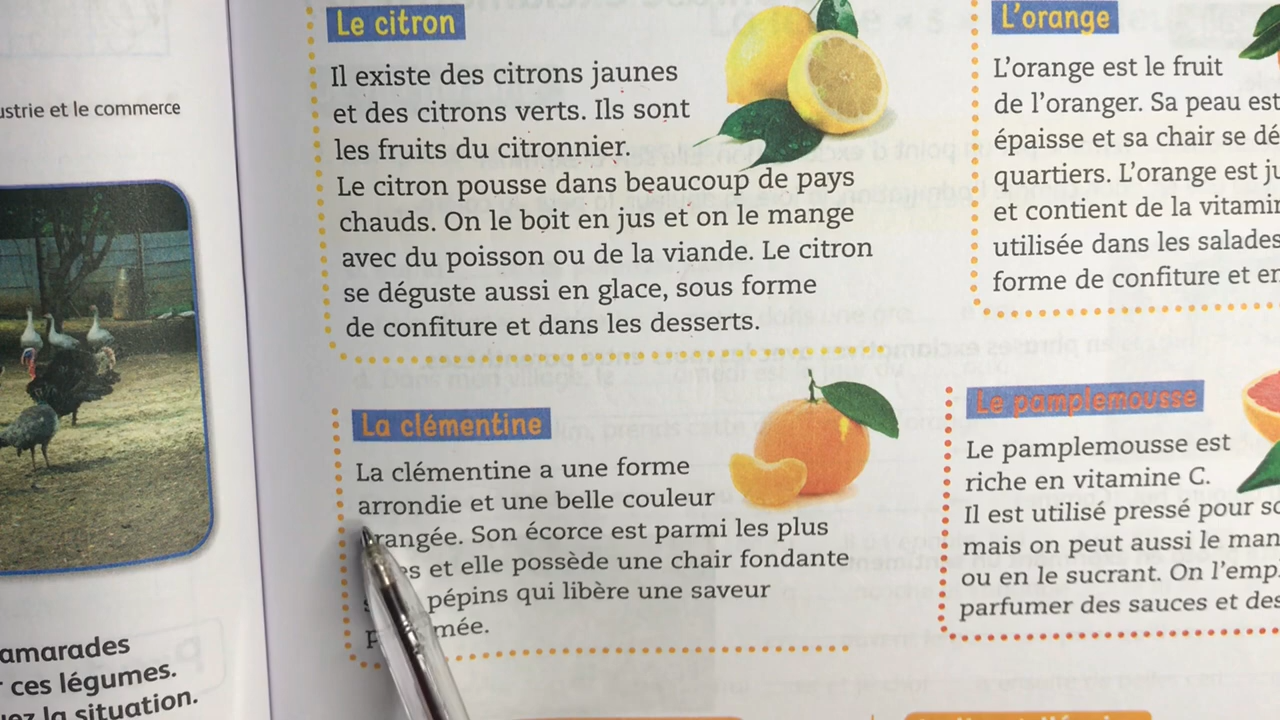 ustrie et le commerce
amarades
ces légumes.
la situation.
Le citron
Il existe des citrons jaunes
et des citrons verts. Ils sont
les fruits du citronnier.
Le citron pousse dans beaucoup de pays
chauds. On le boit en jus et on le mange
avec du poisson ou de la viande. Le citron
se déguste aussi en glace, sous forme
de confiture et dans les desserts.
L'orange
L'orange est le fruit
de l'oranger. Sa peau est
épaisse et sa chair se dé
quartiers. L'orange est ju
et contient de la vitamin
utilisée dans les salades
forme de confiture et en
La clémentine
La clémentine a une forme
arrondie et une belle couleur
rangée. Son écorce est parmi les plus
es et elle possède une chair fondante
pépins qui libère une saveur
mée.
Le pamplemousse
Le pamplemousse est
riche en vitamine C.
Il est utilisé pressé pour so
mais on peut aussi le man
ou en le sucrant. On l'empl
parfumer des sauces et des